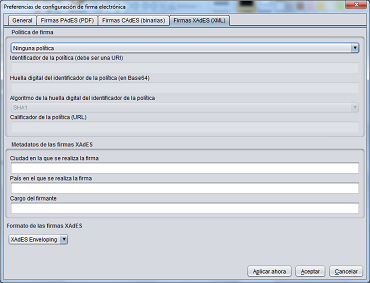 Preferencias de configuración de firma electrónica
General
Firmas PAdES (PDF)
Firmas CAdES (binarias)
Firmas XAdES (XML)
Política de firma
Ninguna política
Identificador de la política (debe ser una URI)
Huella digital del identificador de la política (en Base64)
Algoritmo de la huella digital del identificador de la política
SHA1
Calificador de la política (URL)
Metadatos de las firmas XAdES
Ciudad en la que se realiza la firma
País en el que se realiza la firma
Cargo del firmante
Formato de las firmas XAdES
XAdES Enveloping
Aplicar ahora
Aceptar
Cancelar